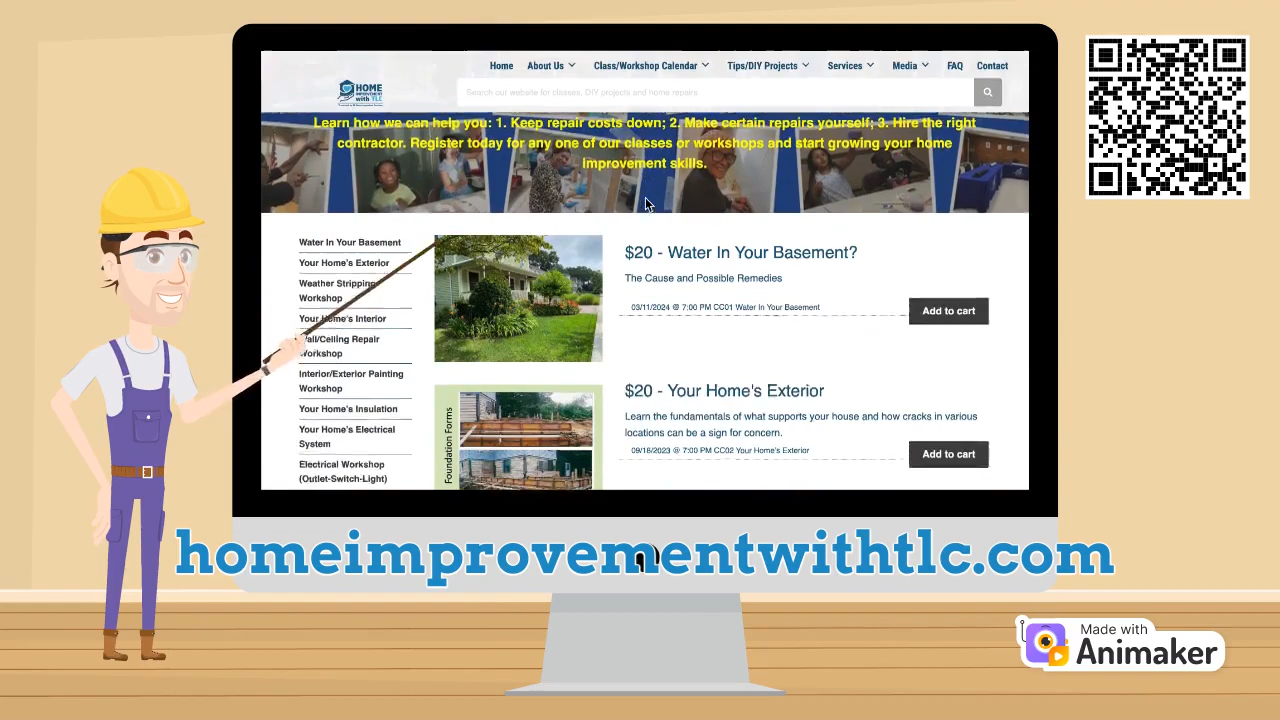 Home
About Us
Class/Workshop Calendar
Tips/DIY Projects
Services
Media
FAQ
Contact
HOME
IMPROVEMENT
with TLC
Search our website for classes, DIY projects and home repairs
Learn how we can help you: 1. Keep repair costs down; 2. Make certain repairs yourself; 3. Hire the right
contractor. Register today for any one of our classes or workshops and start growing your home
improvement skills.
Water In Your Basement
Your Home's Exterior
Weather Stripping
Workshop
Your Home's Interior
Wall/Ceiling Repair
Workshop
Interior/Exterior Painting
Workshop
Your Home's Insulation
Your Home's Electrical
System
Electrical Workshop
(Outlet-Switch-Light)
$20 - Water In Your Basement?
The Cause and Possible Remedies
03/11/2024 @ 7:00 PM CC01 Water In Your Basement
Add to cart
Foundation Forms
$20 - Your Home's Exterior
Learn the fundamentals of what supports your house and how cracks in various
locations can be a sign for concern.
09/18/2023 @ 7:00 PM CC02 Your Home's Exterior
Add to cart
homeimprovementwithtlc.com
Made with
Animaker